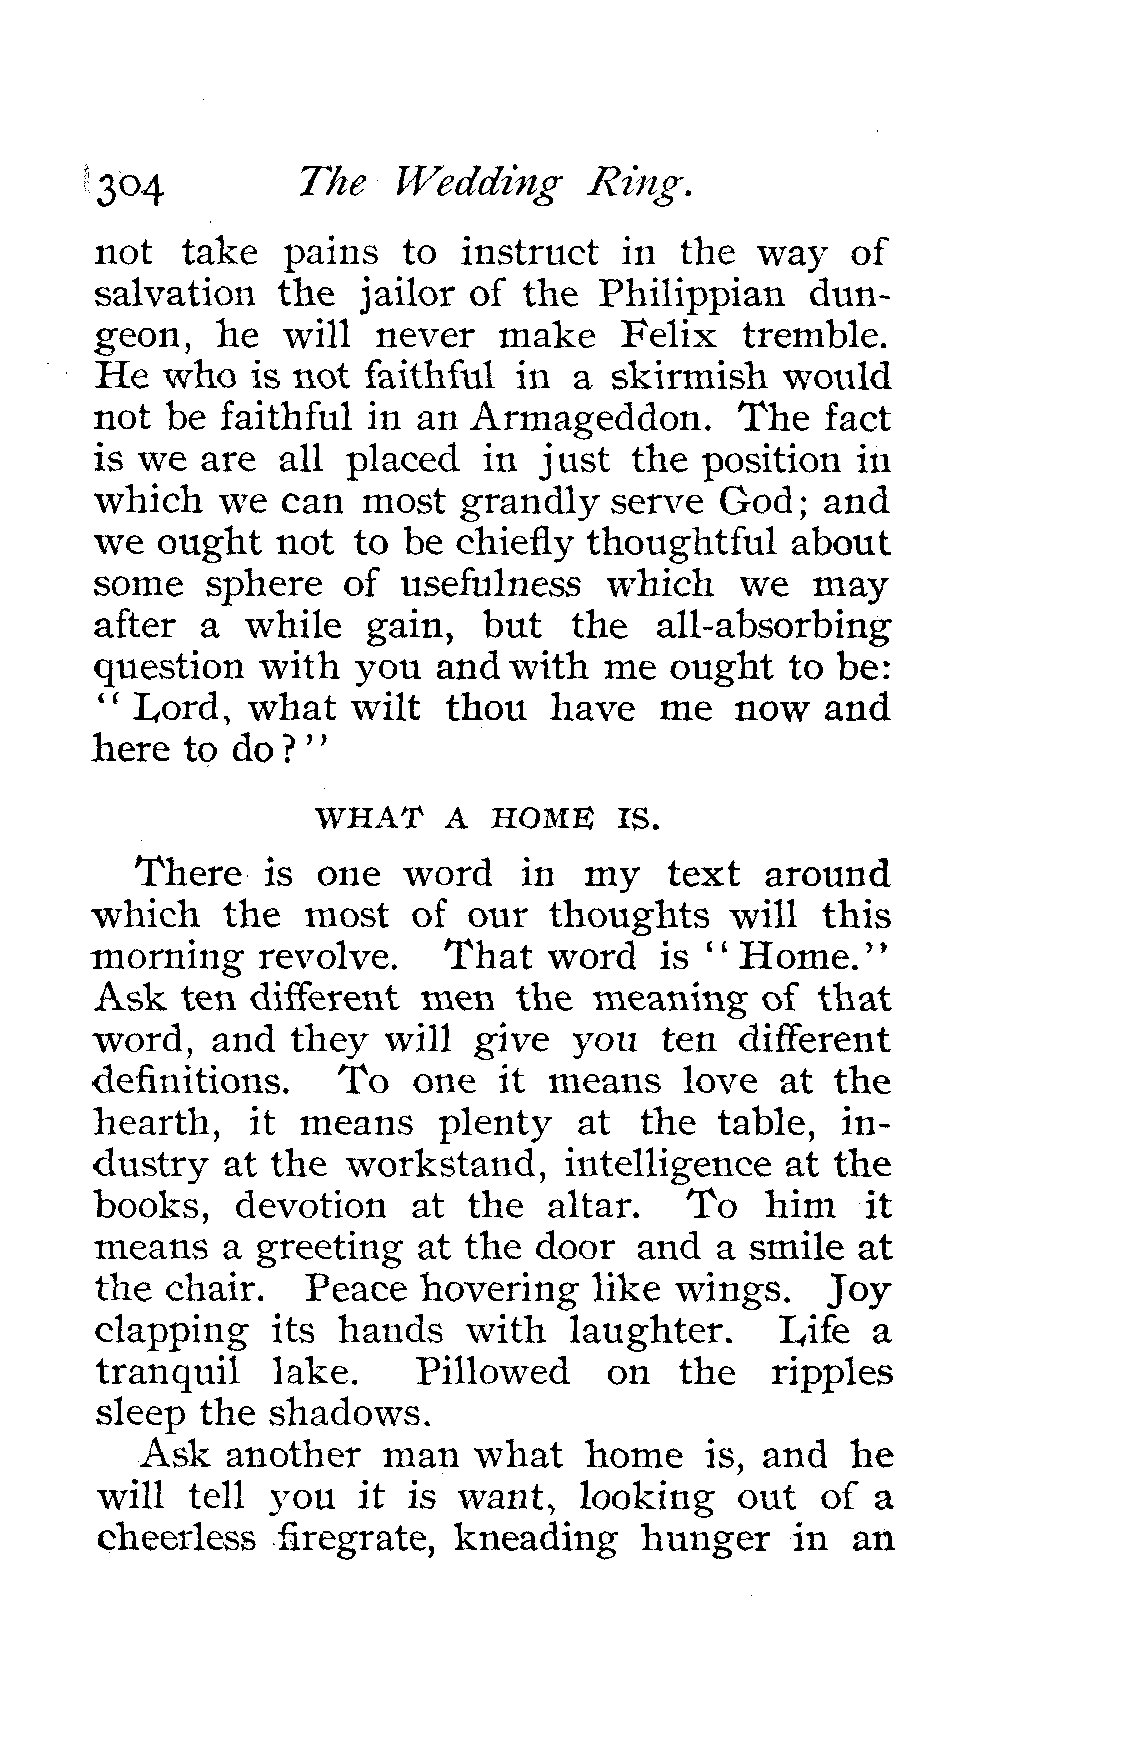 304 The Wedding Ring.
not take pains to instruct in the way of
salvation the jailor of the Philippian dun-
geon, he will never make Felix tremble.
He who is not faithful in a skirmish would
not be faithful in an Armageddon. The fact
is we are all placed in just the position in
which we can most grandly serve God; and
we ought not to be chiefly thoughtful about
some sphere of usefulness which we may
after a while gain, but the all-absorbing
question with you and with me ought to be:
“ Lord, what wilt thou have me now and
here to do?”
WHAT A HOME IS.
There is one word in my text around
which the most of our thoughts will this
morning revolve. That word is “ Home.”
Ask ten different men the meaning of that
word, and they will give you ten different
definitions. To one it means love at the
hearth, it means plenty at the table, in-
dustry at the workstand, intelligence at the
books, devotion at the altar. To him it
means a greeting at the door and a smile at
the chair. Peace hovering like wings. Joy
clapping its hands with laughter. Life a
tranquil lake. Pillowed on the ripples
sleep the shadows.
Ask another man what home is, and he
will tell you it is want, looking out of a
cheerless firegrate, kneading hunger in an